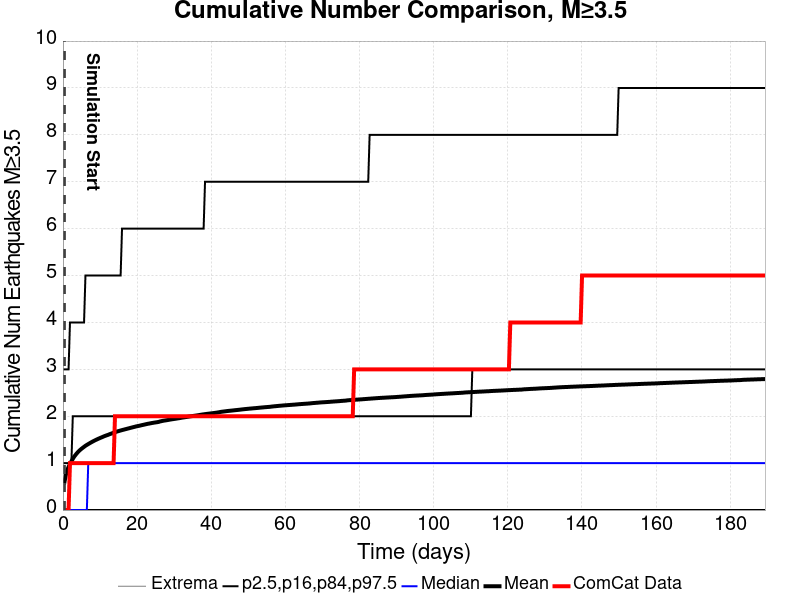 Cumulative Number Comparison, M≥3.5
Cumulative Num Earthquakes M≥3.5
10
9
8
7
6
5
4
3
2
1
0
Simulation Start
0 20 40 60 80 100 120 140 160 180
Time (days)
Extrema p2.5,p16,p84,p97.5 Median Mean ComCat Data